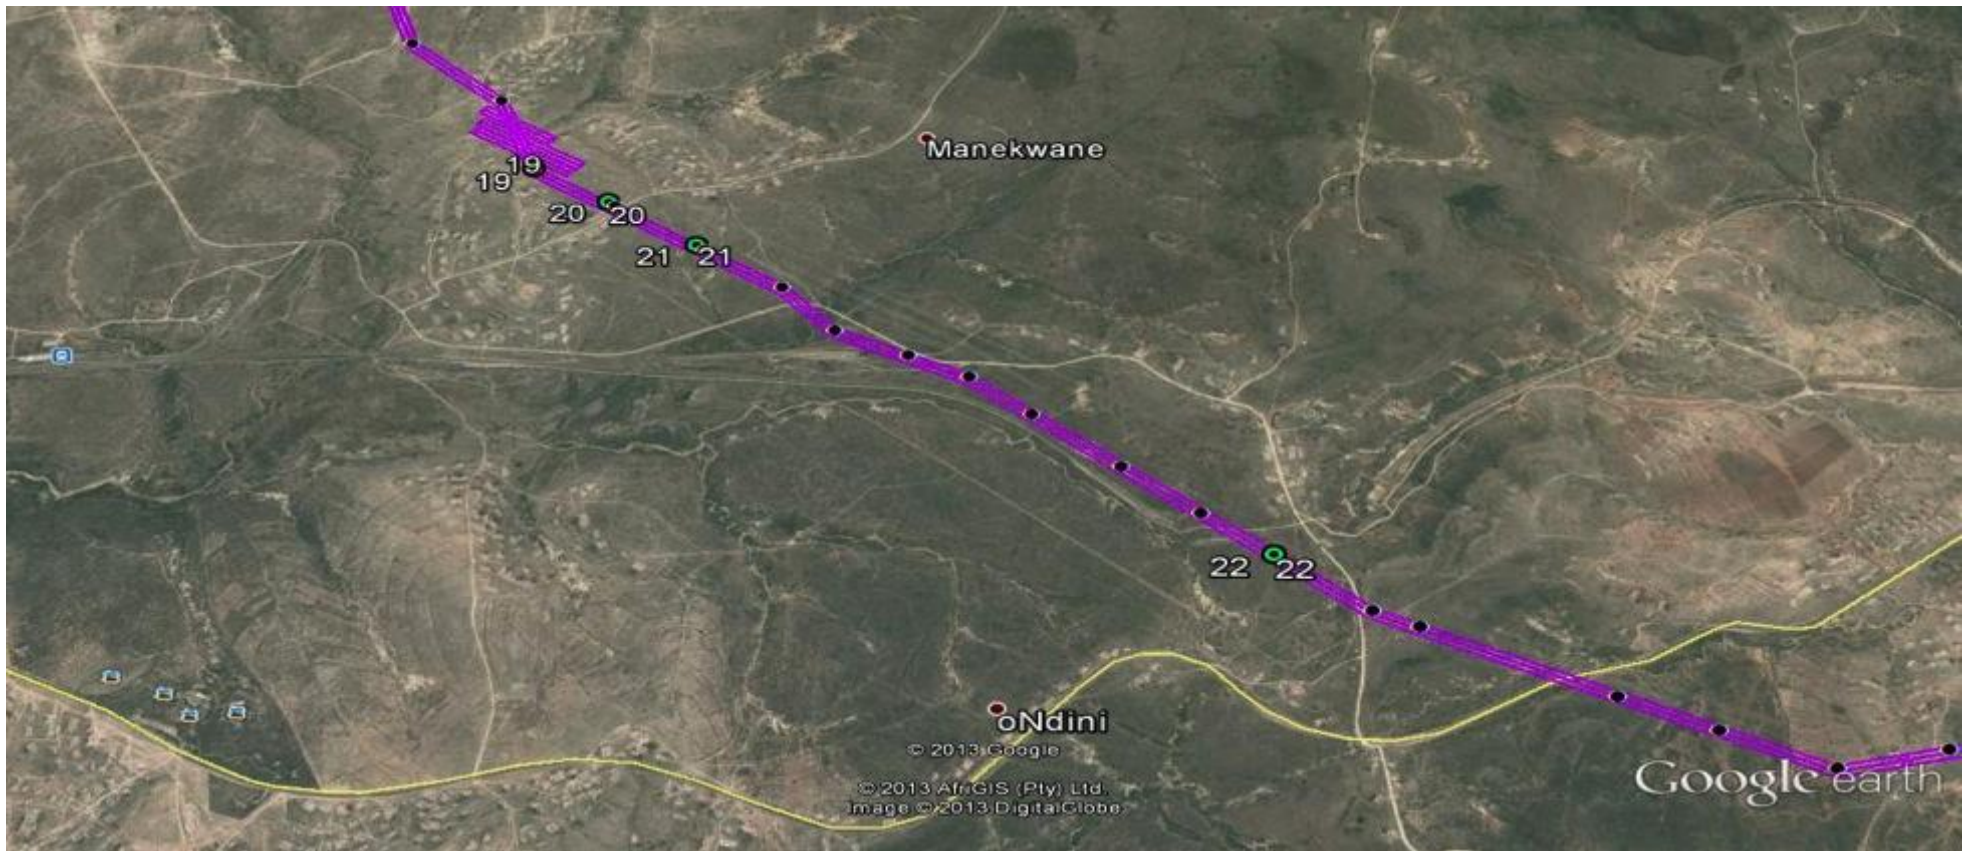 Manekwane
19
19
20 20
21 21
22 22
oNdini
© 2013 Google
© 2013 AfriGIS (Pty) Ltd.
Image © 2013 DigitalGlobe
Google earth